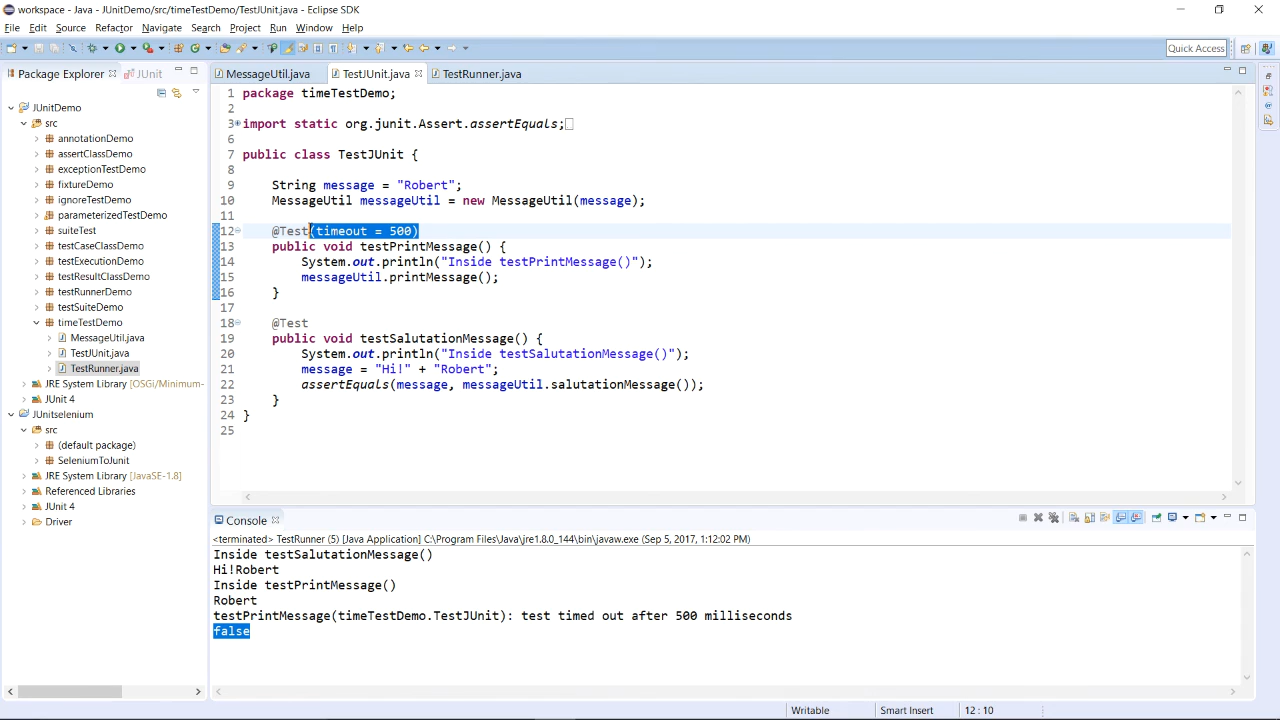 workspace - Java - JUnitDemo/src/timeTestDemo/TestJUnit.java - Eclipse SDK
File Edit Source Refactor Navigate Search Project Run Window Help
Quick Access
Package Explorer JUnit
MessageUtil.java TestJUnit.java TestRunner.java
JUnitDemo
src
annotationDemo
assertClassDemo
exceptionTestDemo
fixtureDemo
ignoreTestDemo
parameterizedTestDemo
suiteTest
testCaseClassDemo
testExecutionDemo
testResultClassDemo
testRunnerDemo
testSuiteDemo
timeTestDemo
MessageUtil.java
TestJUnit.java
TestRunner.java
JRE System Library [OSGi/Minimum-
JUnit 4
JUnitselenium
src
(default package)
SeleniumToJunit
JRE System Library [JavaSE-1.8]
Referenced Libraries
JUnit 4
Driver
1 package timeTestDemo;
2
3 import static org.junit.Assert.assertEquals;
6
7 public class TestJUnit {
8
9 String message = "Robert";
10 MessageUtil messageUtil = new MessageUtil(message);
11
12 @Test(timeout = 500)
13 public void testPrintMessage() {
14 System.out.println("Inside testPrintMessage()");
15 messageUtil.printMessage();
16 }
17
18 @Test
19 public void testSalutationMessage() {
20 System.out.println("Inside testSalutationMessage()");
21 message = "Hi!" + "Robert";
22 assertEquals(message, messageUtil.salutationMessage());
23 }
24 }
25
Console
<terminated> TestRunner (5) [Java Application] C:\Program Files\Java\jre1.8.0_144\bin\javaw.exe (Sep 5, 2017, 1:12:02 PM)
Inside testSalutationMessage()
Hi!Robert
Inside testPrintMessage()
Robert
testPrintMessage(timeTestDemo.TestJUnit): test timed out after 500 milliseconds
false
Writable Smart Insert 12 : 10